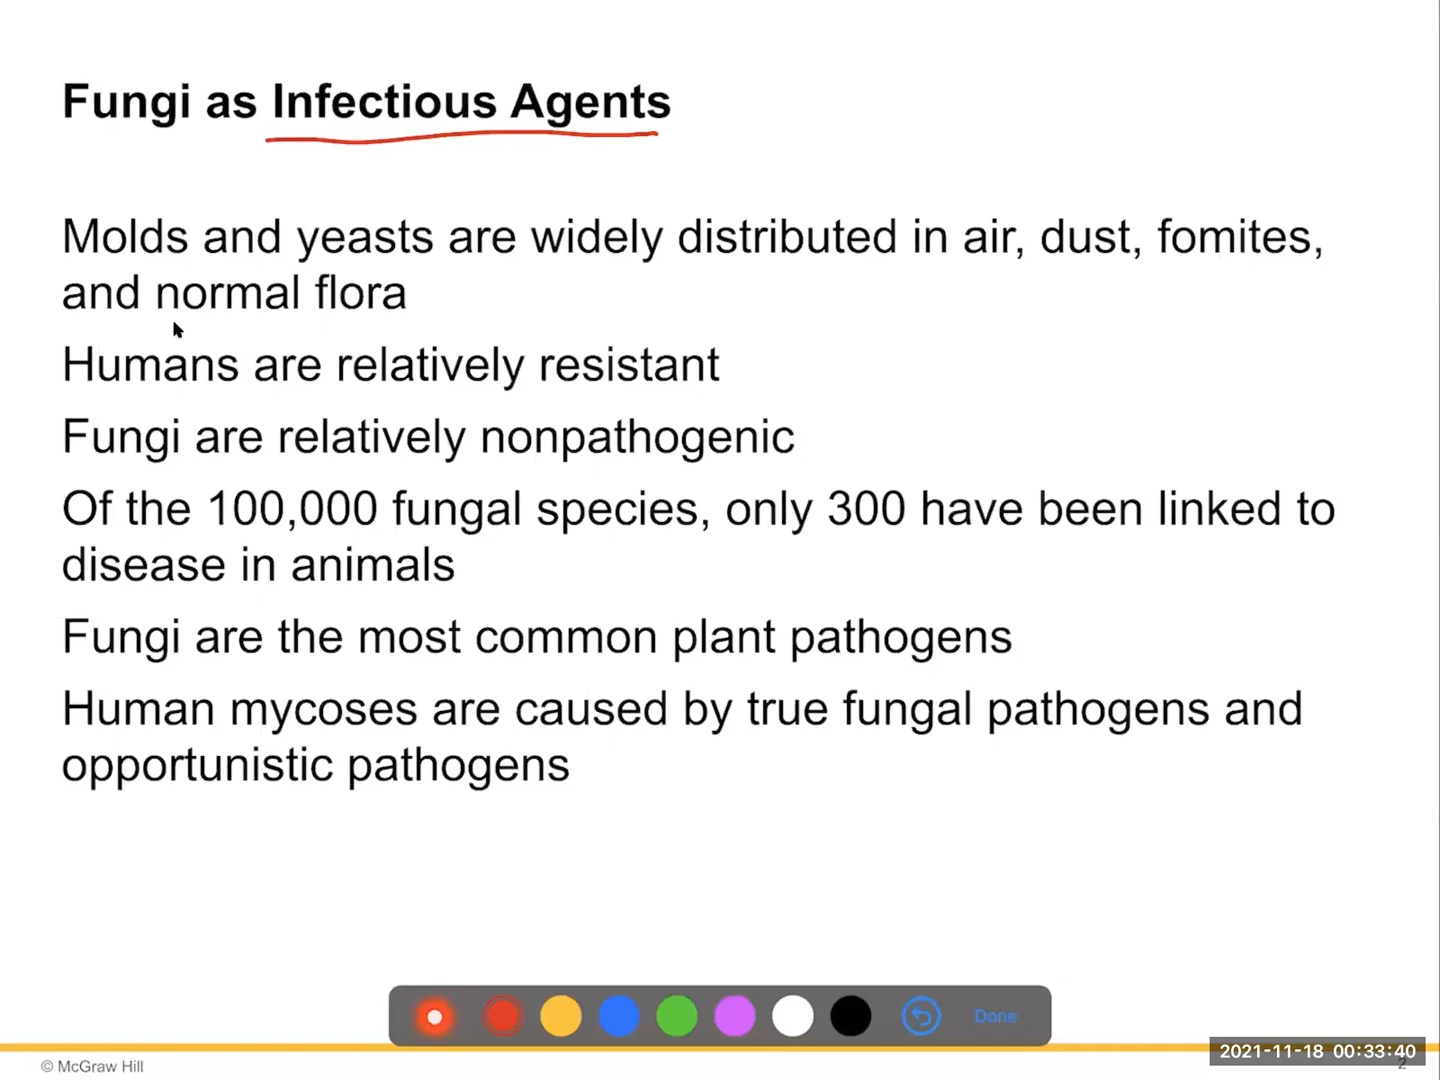 Fungi as Infectious Agents
Molds and yeasts are widely distributed in air, dust, fomites,
and normal flora
Humans are relatively resistant
Fungi are relatively nonpathogenic
Of the 100,000 fungal species, only 300 have been linked to
disease in animals
Fungi are the most common plant pathogens
Human mycoses are caused by true fungal pathogens and
opportunistic pathogens
Done
2021-11-18 00:33:40
© McGraw Hill
2